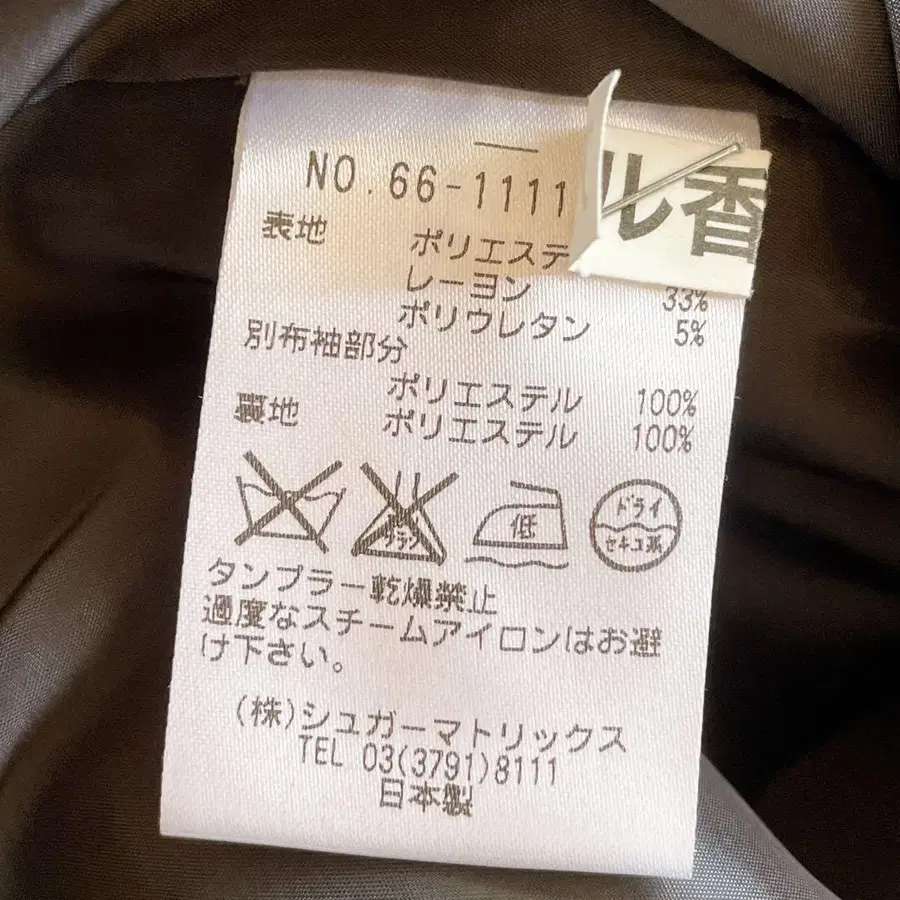 NO.66-1111
ル香
表地
ポリエステ
レーヨン 33%
ポリウレタン 5%
別布袖部分
ポリエステル 100%
裏地 ポリエステル 100%
サラシ
低
ドライ
セキユ系
タンブラー乾燥禁止
過度なスチームアイロンはお避
け下さい。
(株)シュガーマトリックス
TEL 03(3791)8111
日本製